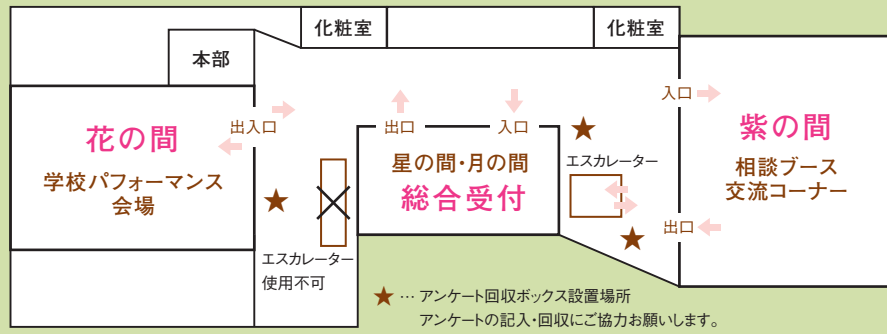 化粧室
化粧室
本部
花の間
学校パフォーマンス
会場
出入口
出口
入口
星の間・月の間
総合受付
エスカレーター
使用不可
エスカレーター
入口
紫の間
相談ブース
交流コーナー
出口
★ … アンケート回収ボックス設置場所
アンケートの記入・回収にご協力お願いします。